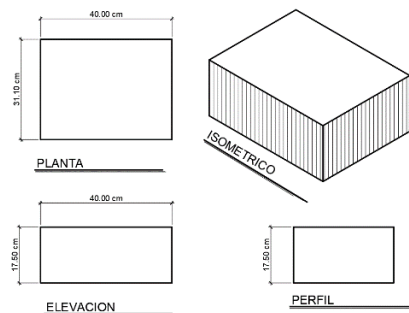 40.00 cm
31.10 cm
PLANTA
ISOMETRICO
40.00 cm
17.50 cm
ELEVACION
17.50 cm
PERFIL